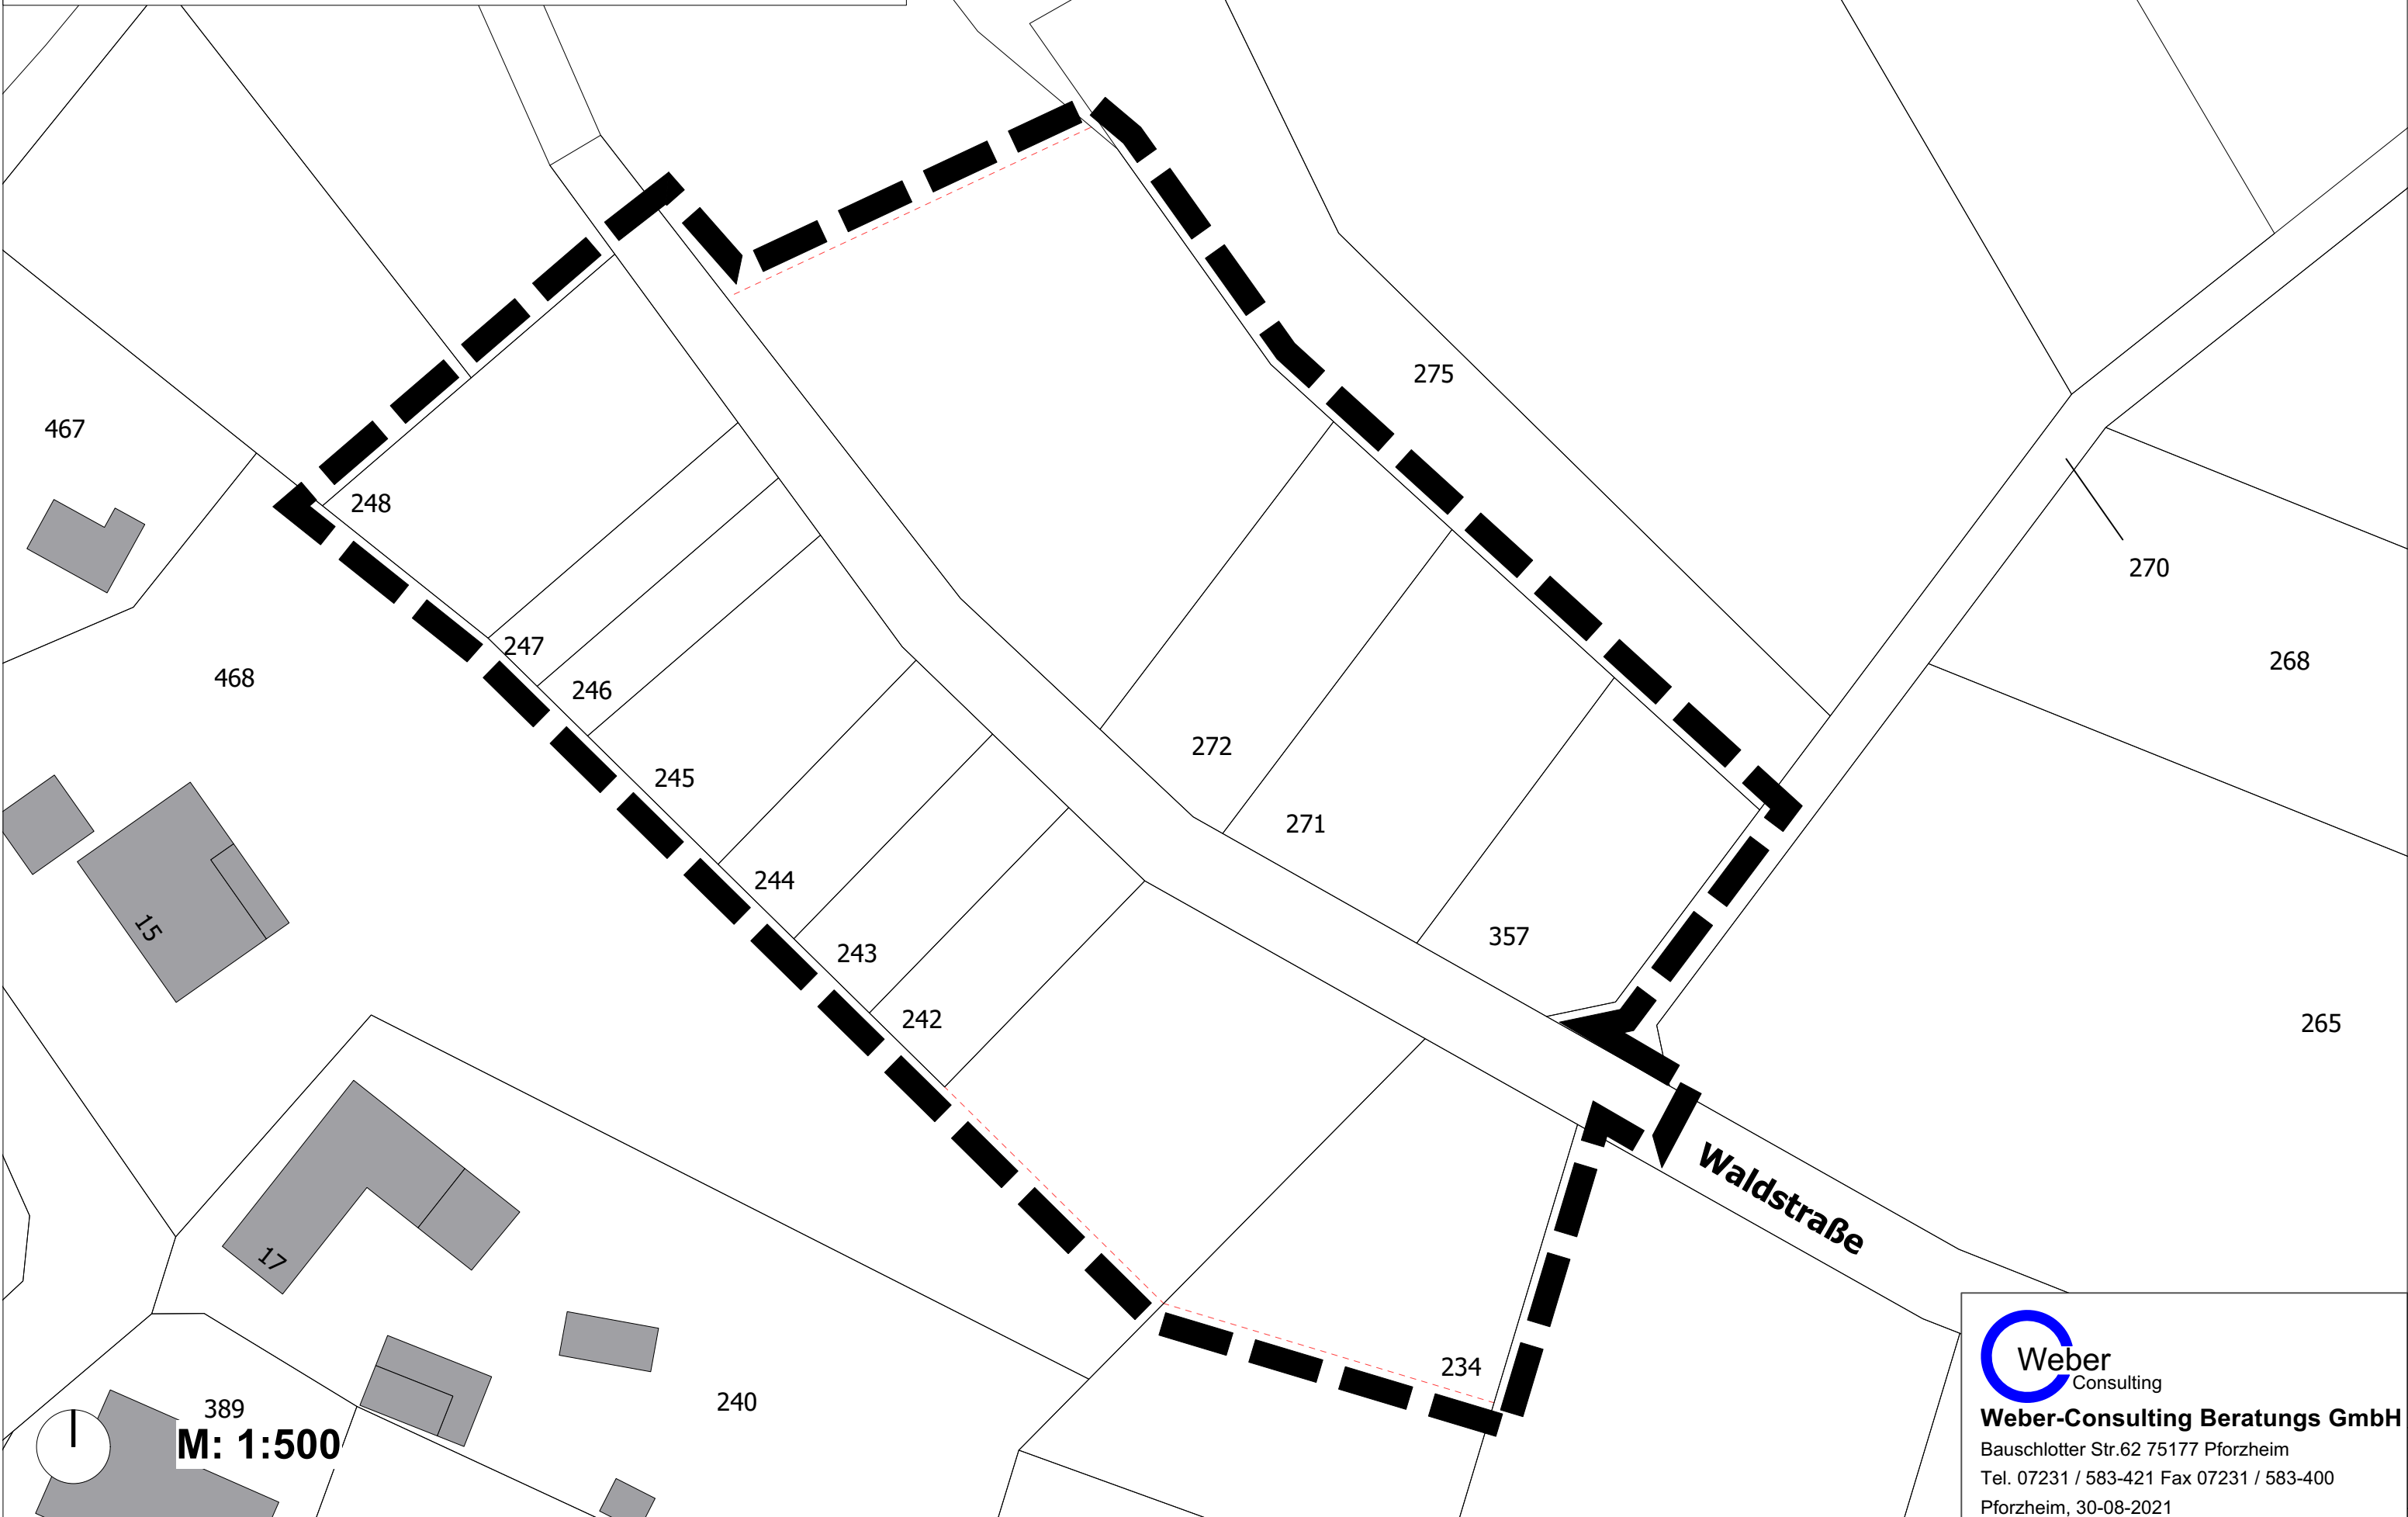 275
467
248
270
247
268
468
246
272
245
271
244
357
243
242
265
15
Waldstraße
17
234
240
389
M: 1:500
Weber
Consulting
Weber-Consulting Beratungs GmbH
Bauschlotter Str.62 75177 Pforzheim
Tel. 07231 / 583-421 Fax 07231 / 583-400
Pforzheim, 30-08-2021